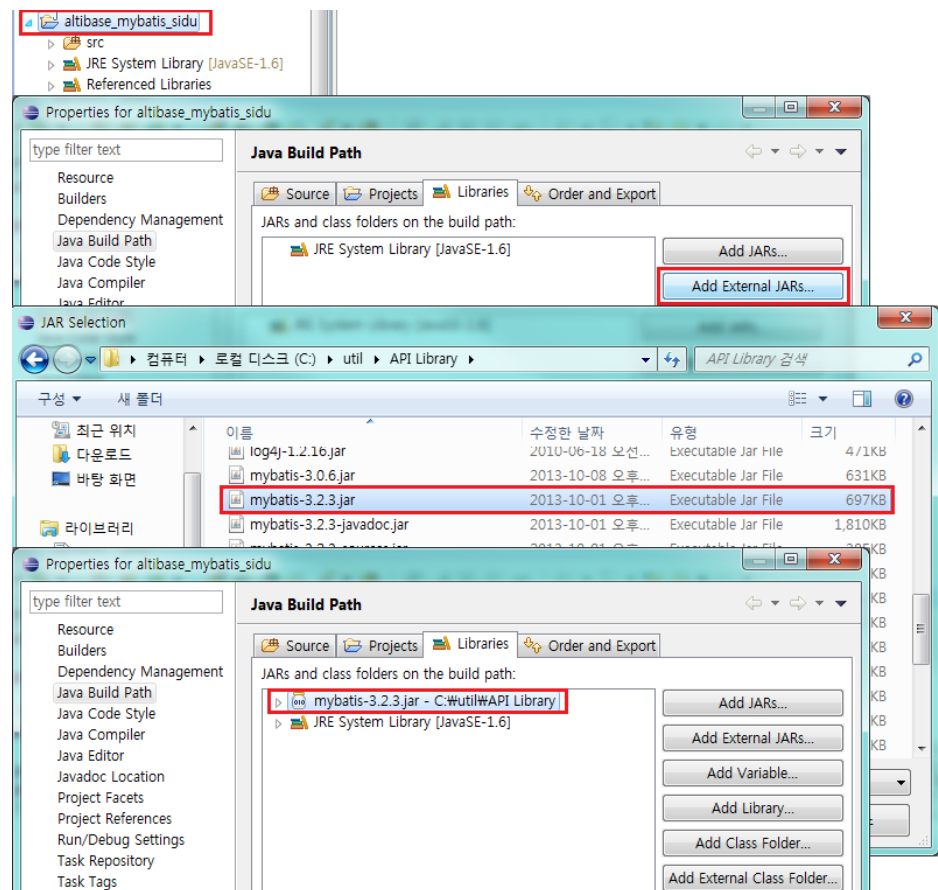 altibase_mybatis_sidu
src
JRE System Library [JavaSE-1.6]
Referenced Libraries
Properties for altibase_mybatis_sidu
type filter text
Java Build Path
Resource
Builders
Dependency Management
Java Build Path
Java Code Style
Java Compiler
Java Editor
Source Projects Libraries Order and Export
JARs and class folders on the build path:
JRE System Library [JavaSE-1.6]
Add JARs...
Add External JARs...
JAR Selection
컴퓨터 ▸ 로컬 디스크 (C:) ▸ util ▸ API Library ▸
API Library 검색
구성 ▾ 새 폴더
최근 위치
다운로드
바탕 화면
라이브러리
이름 수정한 날짜 유형 크기
log4j-1.2.16.jar 2010-06-18 오전... Executable Jar File 471KB
mybatis-3.0.6.jar 2013-10-08 오후... Executable Jar File 631KB
mybatis-3.2.3.jar 2013-10-01 오후... Executable Jar File 697KB
mybatis-3.2.3-javadoc.jar 2013-10-01 오후... Executable Jar File 1,810KB
KB
KB
KB
KB
KB
KB
KB
KB
Properties for altibase_mybatis_sidu
type filter text
Java Build Path
Resource
Builders
Dependency Management
Java Build Path
Java Code Style
Java Compiler
Java Editor
Javadoc Location
Project Facets
Project References
Run/Debug Settings
Task Repository
Task Tags
Source Projects Libraries Order and Export
JARs and class folders on the build path:
mybatis-3.2.3.jar - C:₩util₩API Library
JRE System Library [JavaSE-1.6]
Add JARs...
Add External JARs...
Add Variable...
Add Library...
Add Class Folder...
Add External Class Folder...